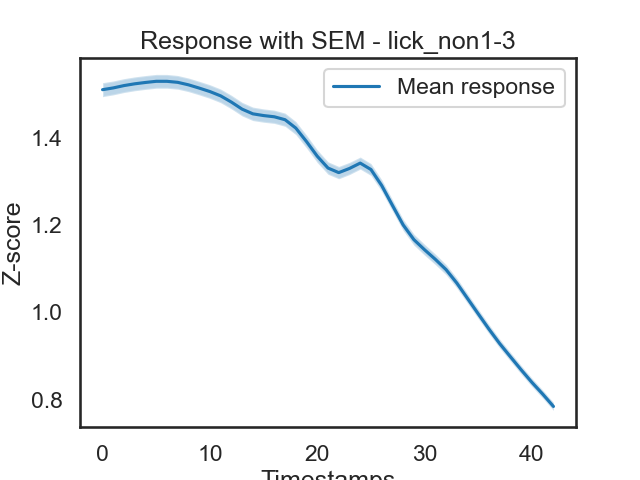 Response with SEM - lick_non1-3
Mean response
1.4
1.2
1.0
0.8
Z-score
0 10 20 30 40
Timestamps